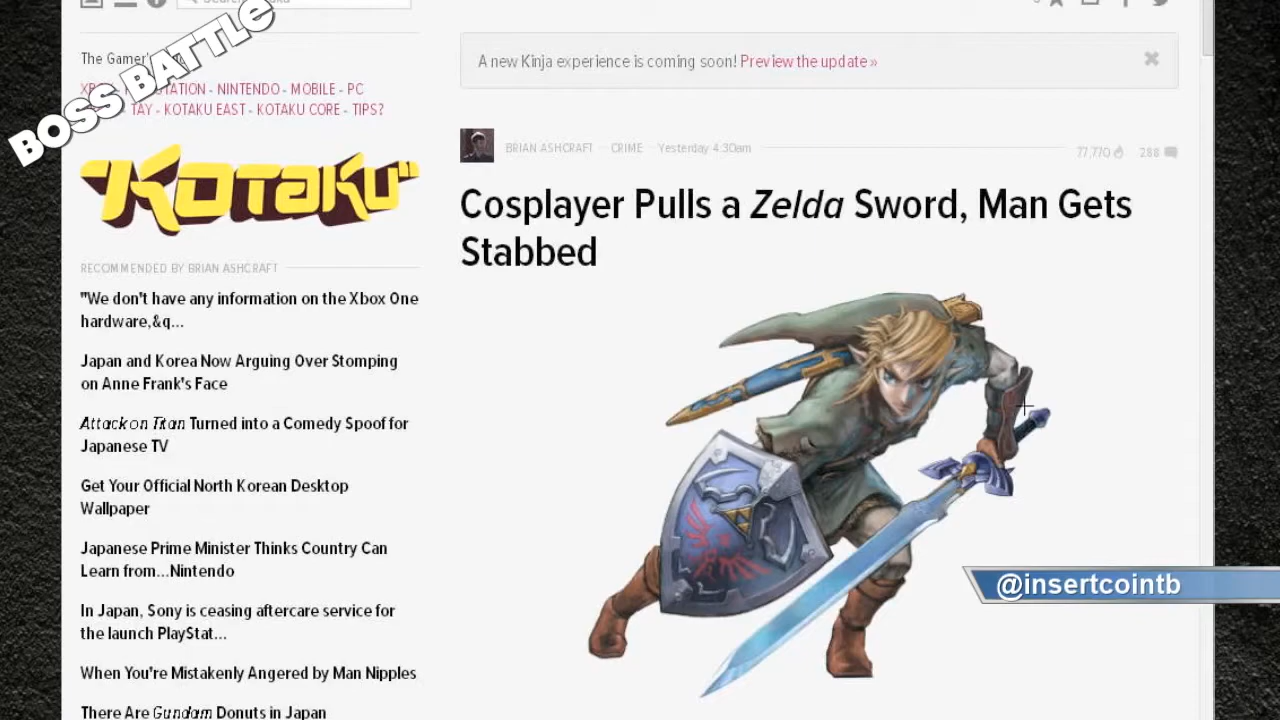 BOSS BATTLE
The Gamer's
NINTENDO - MOBILE - PC
TAY - KOTAKU EAST - KOTAKU CORE - TIPS?
"KOTAKU"
RECOMMENDED BY BRIAN ASHCRAFT
"We don't have any information on the Xbox One
hardware,&q...
Japan and Korea Now Arguing Over Stomping
on Anne Frank's Face
Attack on Titan Turned into a Comedy Spoof for
Japanese TV
Get Your Official North Korean Desktop
Wallpaper
Japanese Prime Minister Thinks Country Can
Learn from...Nintendo
In Japan, Sony is ceasing aftercare service for
the launch PlayStat...
When You're Mistakenly Angered by Man Nipples
There Are Gundam Donuts in Japan
A new Kinja experience is coming soon! Preview the update »
BRIAN ASHCRAFT CRIME Yesterday 4:30am
77,770 288
Cosplayer Pulls a Zelda Sword, Man Gets
Stabbed
@insertcointb